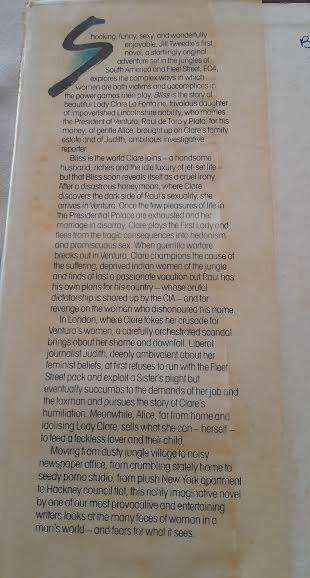 Shocking, funny, sexy, and wonderfully
enjoyable, Jill Tweedie's first
novel, a startlingly original
adventure set in the jungles of
South America and Fleet Street, EC4,
explores the complex ways in which
women are both victims and accomplices in
the power games men play. Bliss is the story of
beautiful Lady Clare La Fontaine, frivolous daughter
of impoverished Lincolnshire nobility, who marries
the President of Ventura, Raul de Toro y Plata, for his
money, of gentle Alice, brought up on Clare's family
estate and of Judith, ambitious investigative
reporter.
Bliss is the world Clare joins – a handsome
husband, riches and the idle luxury of jet-set life –
but that Bliss soon reveals itself as a cruel irony.
After a disastrous honeymoon, where Clare
discovers the dark side of Raul's sexuality, she
arrives in Ventura. Once the few pleasures of life in
the Presidential Palace are exhausted and her
marriage in disarray, Clare plays the First Lady and
flees from the tragic consequences into hedonism
and promiscuous sex. When guerrilla warfare
breaks out in Ventura, Clare champions the cause of
the suffering, deprived Indian women of the jungle
and finds at last a passionate vocation but Raul has
his own plans for his country – whose brutal
dictatorship is shored up by the CIA – and for
revenge on the woman who dishonoured his name.
In London, where Clare takes her crusade for
Ventura's women, a carefully orchestrated scandal
brings about her shame and downfall. Liberal
journalist Judith, deeply ambivalent about her
feminist beliefs, at first refuses to run with the Fleet
Street pack and exploit a Sister's plight but
eventually succumbs to the demands of her job and
the taxman and pursues the story of Clare's
humiliation. Meanwhile, Alice, far from home and
idolising Lady Clare, sells what she can – herself –
to feed a feckless lover and their child.
Moving from dusty jungle village to noisy
newspaper office, from crumbling stately home to
seedy porno studio, from plush New York apartment
to Hackney council flat, this richly imaginative novel
by one of our most provocative and entertaining
writers looks at the many faces of woman in a
man's world – and fears for what it sees.